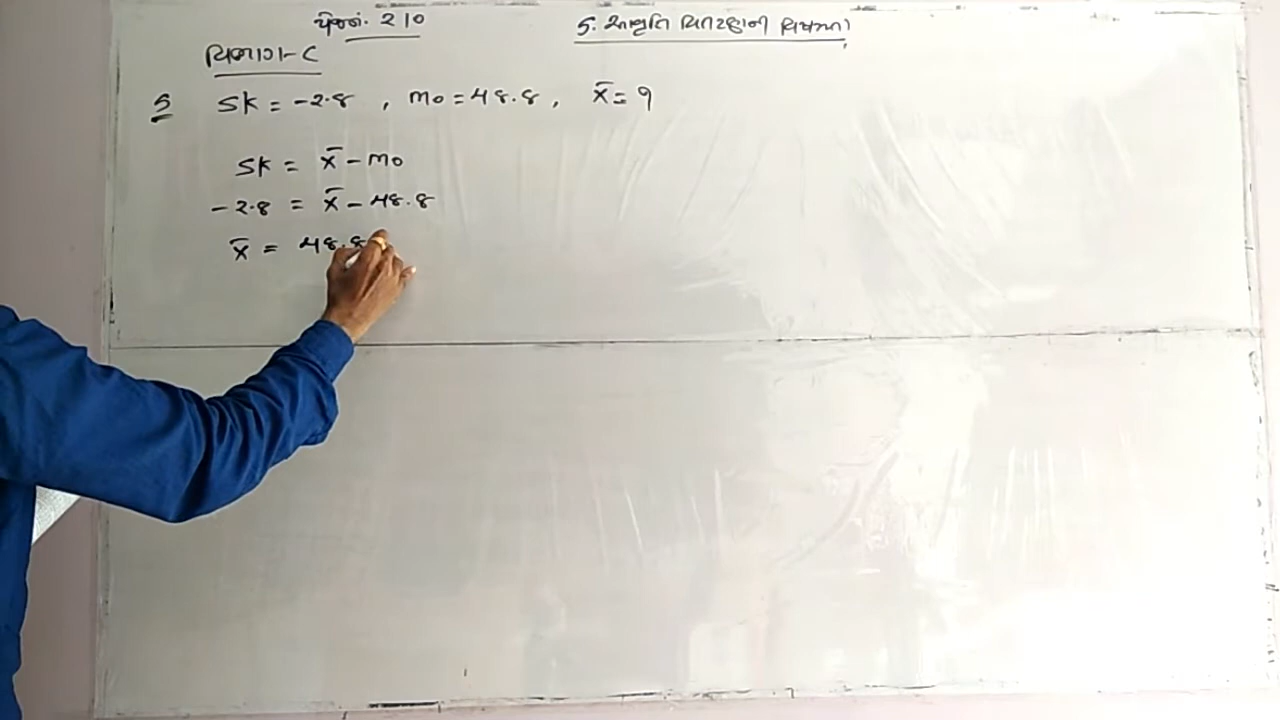 પેજનં. 210
5. આવૃત્તિ વિતરણની વિષમતા
વિભાગ-C
5 SK = -2.8 , Mo = 48.8 , x̄ = ?
SK = x̄ - Mo
-2.8 = x̄ - 48.8
x̄ = 48.8